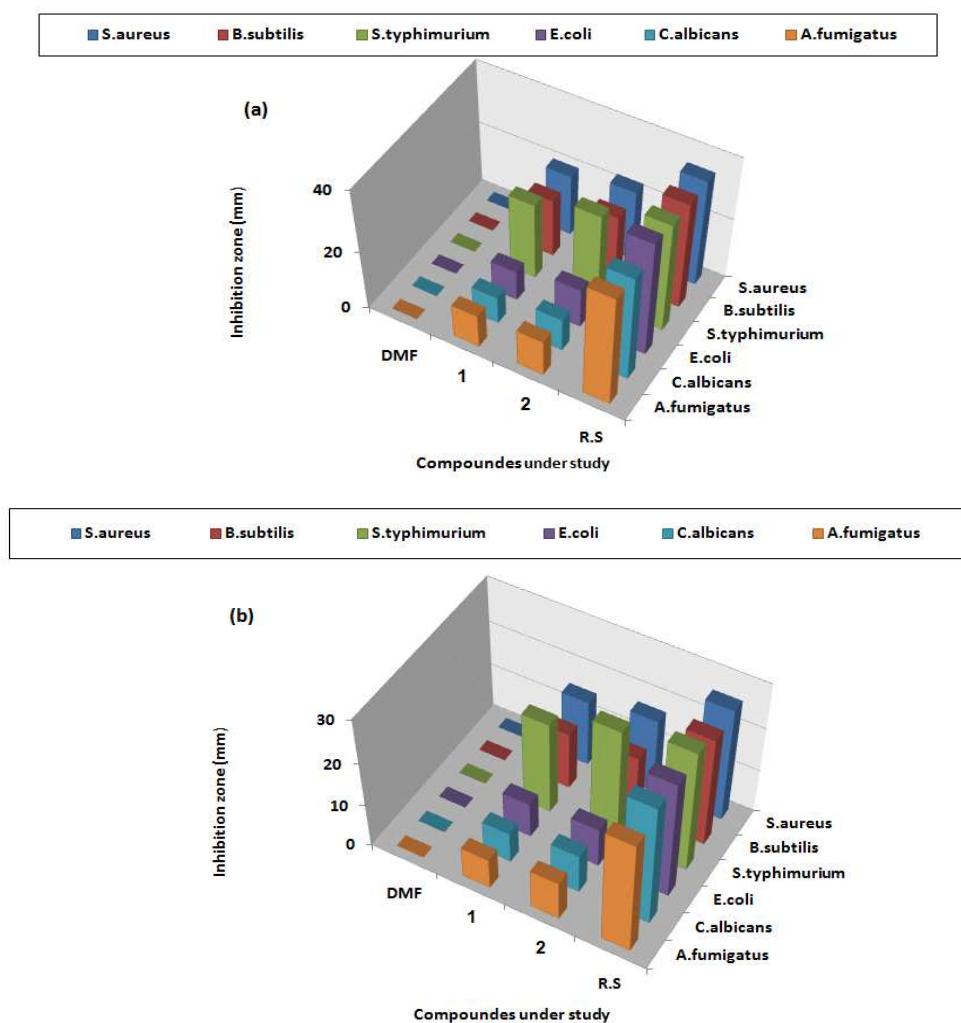 S.aureus B.subtilis S.typhimurium E.coli C.albicans A.fumigatus
(a)
Inhibition zone (mm)
40
20
0
DMF
1
2
R.S
S.aureus
B.subtilis
S.typhimurium
E.coli
C.albicans
A.fumigatus
Compoundes under study
S.aureus B.subtilis S.typhimurium E.coli C.albicans A.fumigatus
(b)
Inhibition zone (mm)
30
20
10
0
DMF
1
2
R.S
S.aureus
B.subtilis
S.typhimurium
E.coli
C.albicans
A.fumigatus
Compoundes under study